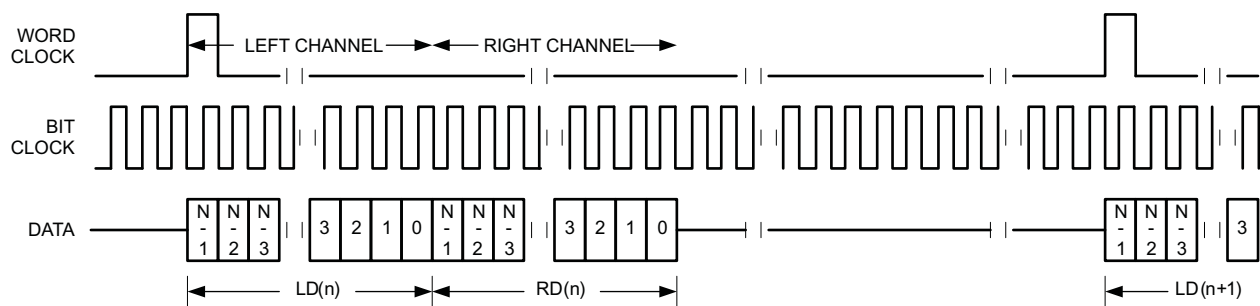 WORD
CLOCK
LEFT CHANNEL
RIGHT CHANNEL
BIT
CLOCK
DATA
N-1 N-2 N-3 3 2 1 0 N-1 N-2 N-3 3 2 1 0 N-1 N-2 N-3 3
LD(n) RD(n) LD(n+1)